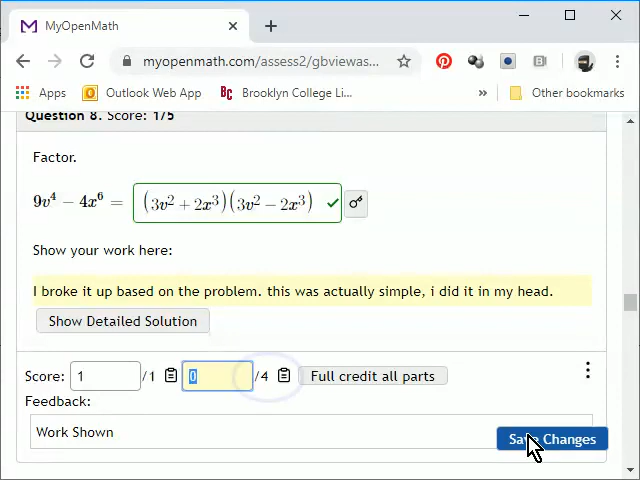 MyOpenMath
myopenmath.com/assess2/gbviewas...
Apps Outlook Web App BC Brooklyn College Li... » Other bookmarks
Question 8. Score: 1/5
Factor.
9v⁴ − 4x⁶ = (3v² + 2x³)(3v² − 2x³)
Show your work here:
I broke it up based on the problem. this was actually simple, i did it in my head.
Show Detailed Solution
Score: 1 /1 0 /4 Full credit all parts
Feedback:
Work Shown
Save Changes